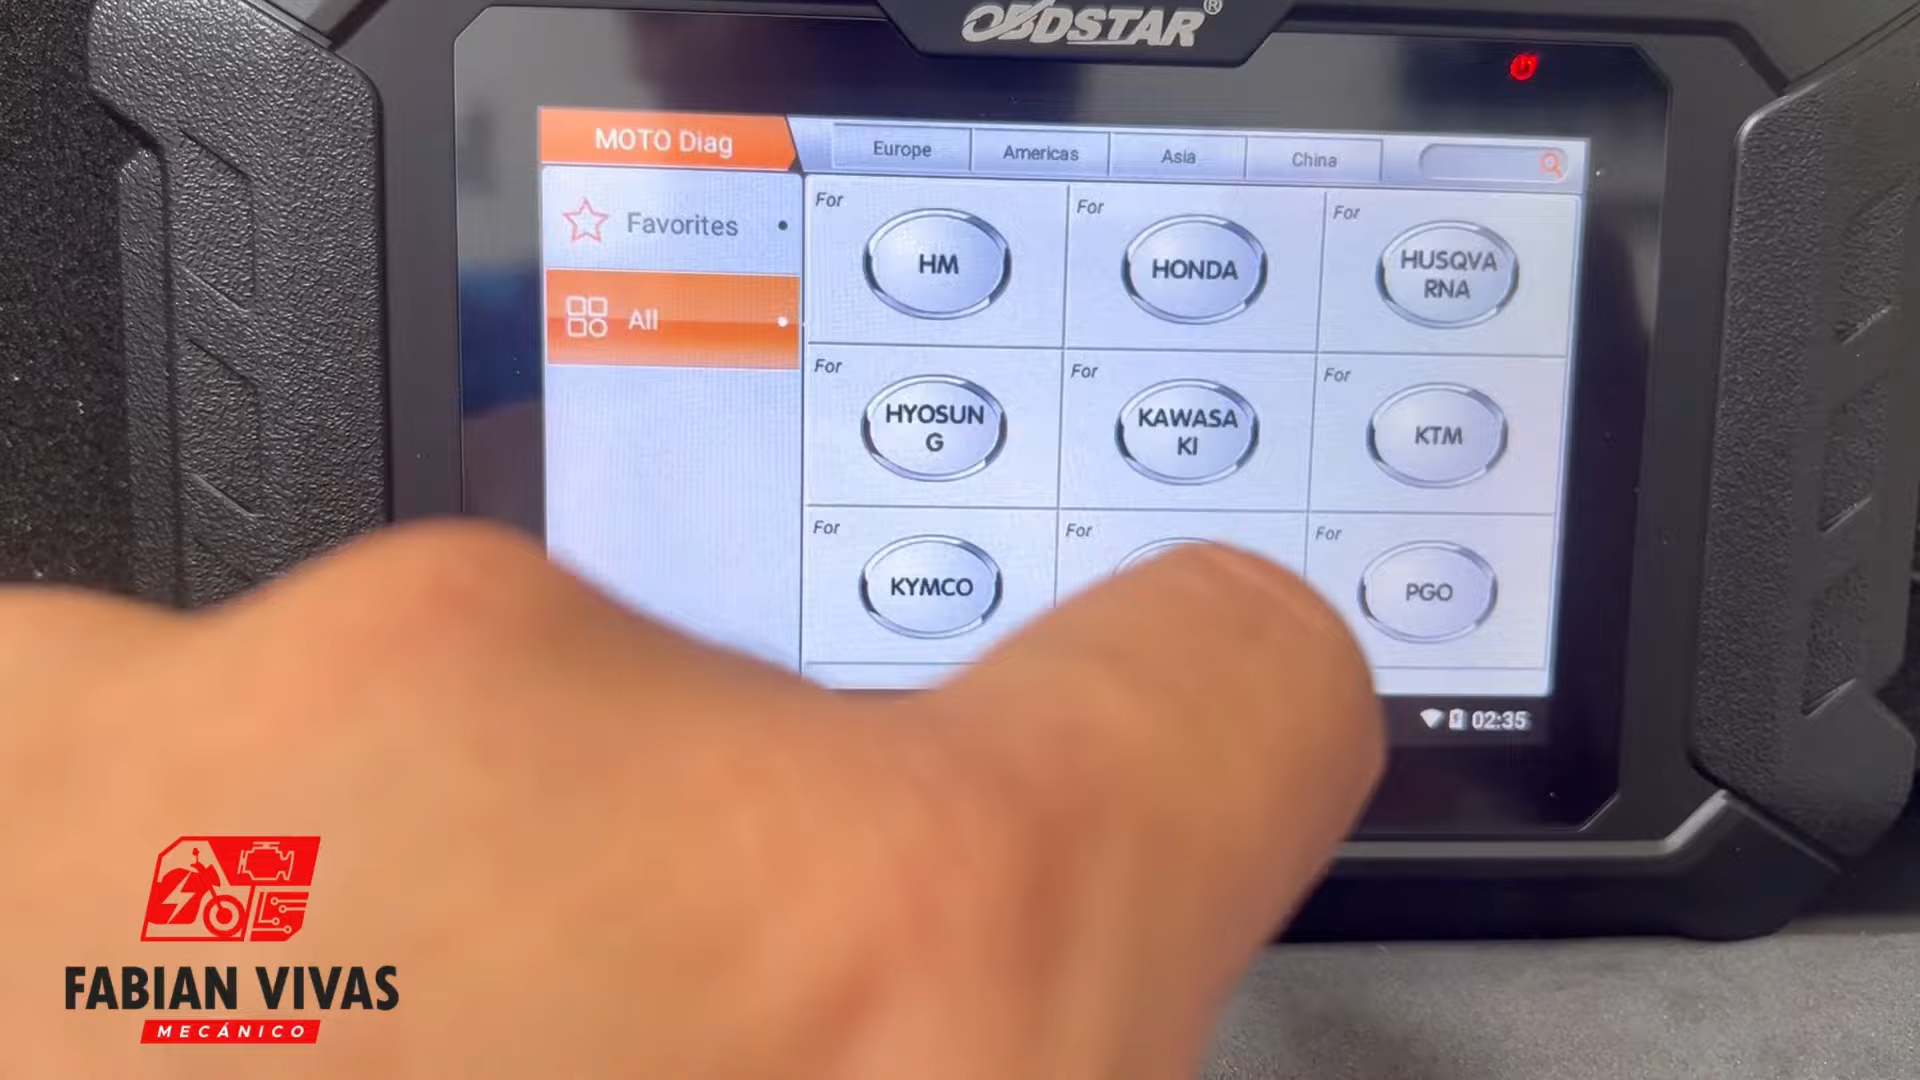 OBDSTAR®
MOTO Diag
Europe
Americas
Asia
China
Favorites
All
For
HM
For
HONDA
For
HUSQVA
RNA
For
HYOSUN
G
For
KAWASA
KI
For
KTM
For
KYMCO
For
For
PGO
02:35
FABIAN VIVAS
MECÁNICO